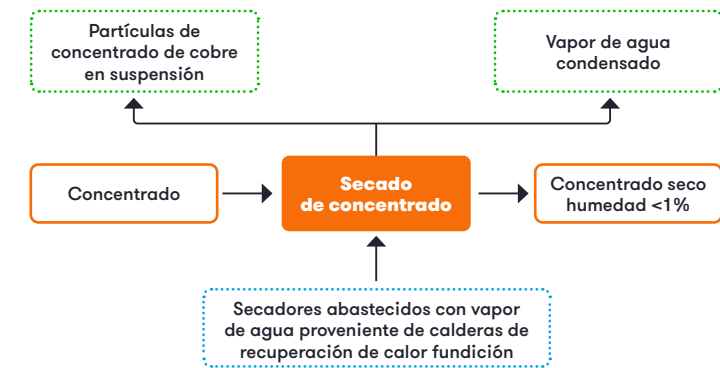 Partículas de
concentrado de cobre
en suspensión
Vapor de agua
condensado
Concentrado
Secado
de concentrado
Concentrado seco
humedad <1%
Secadores abastecidos con vapor
de agua proveniente de calderas de
recuperación de calor fundición